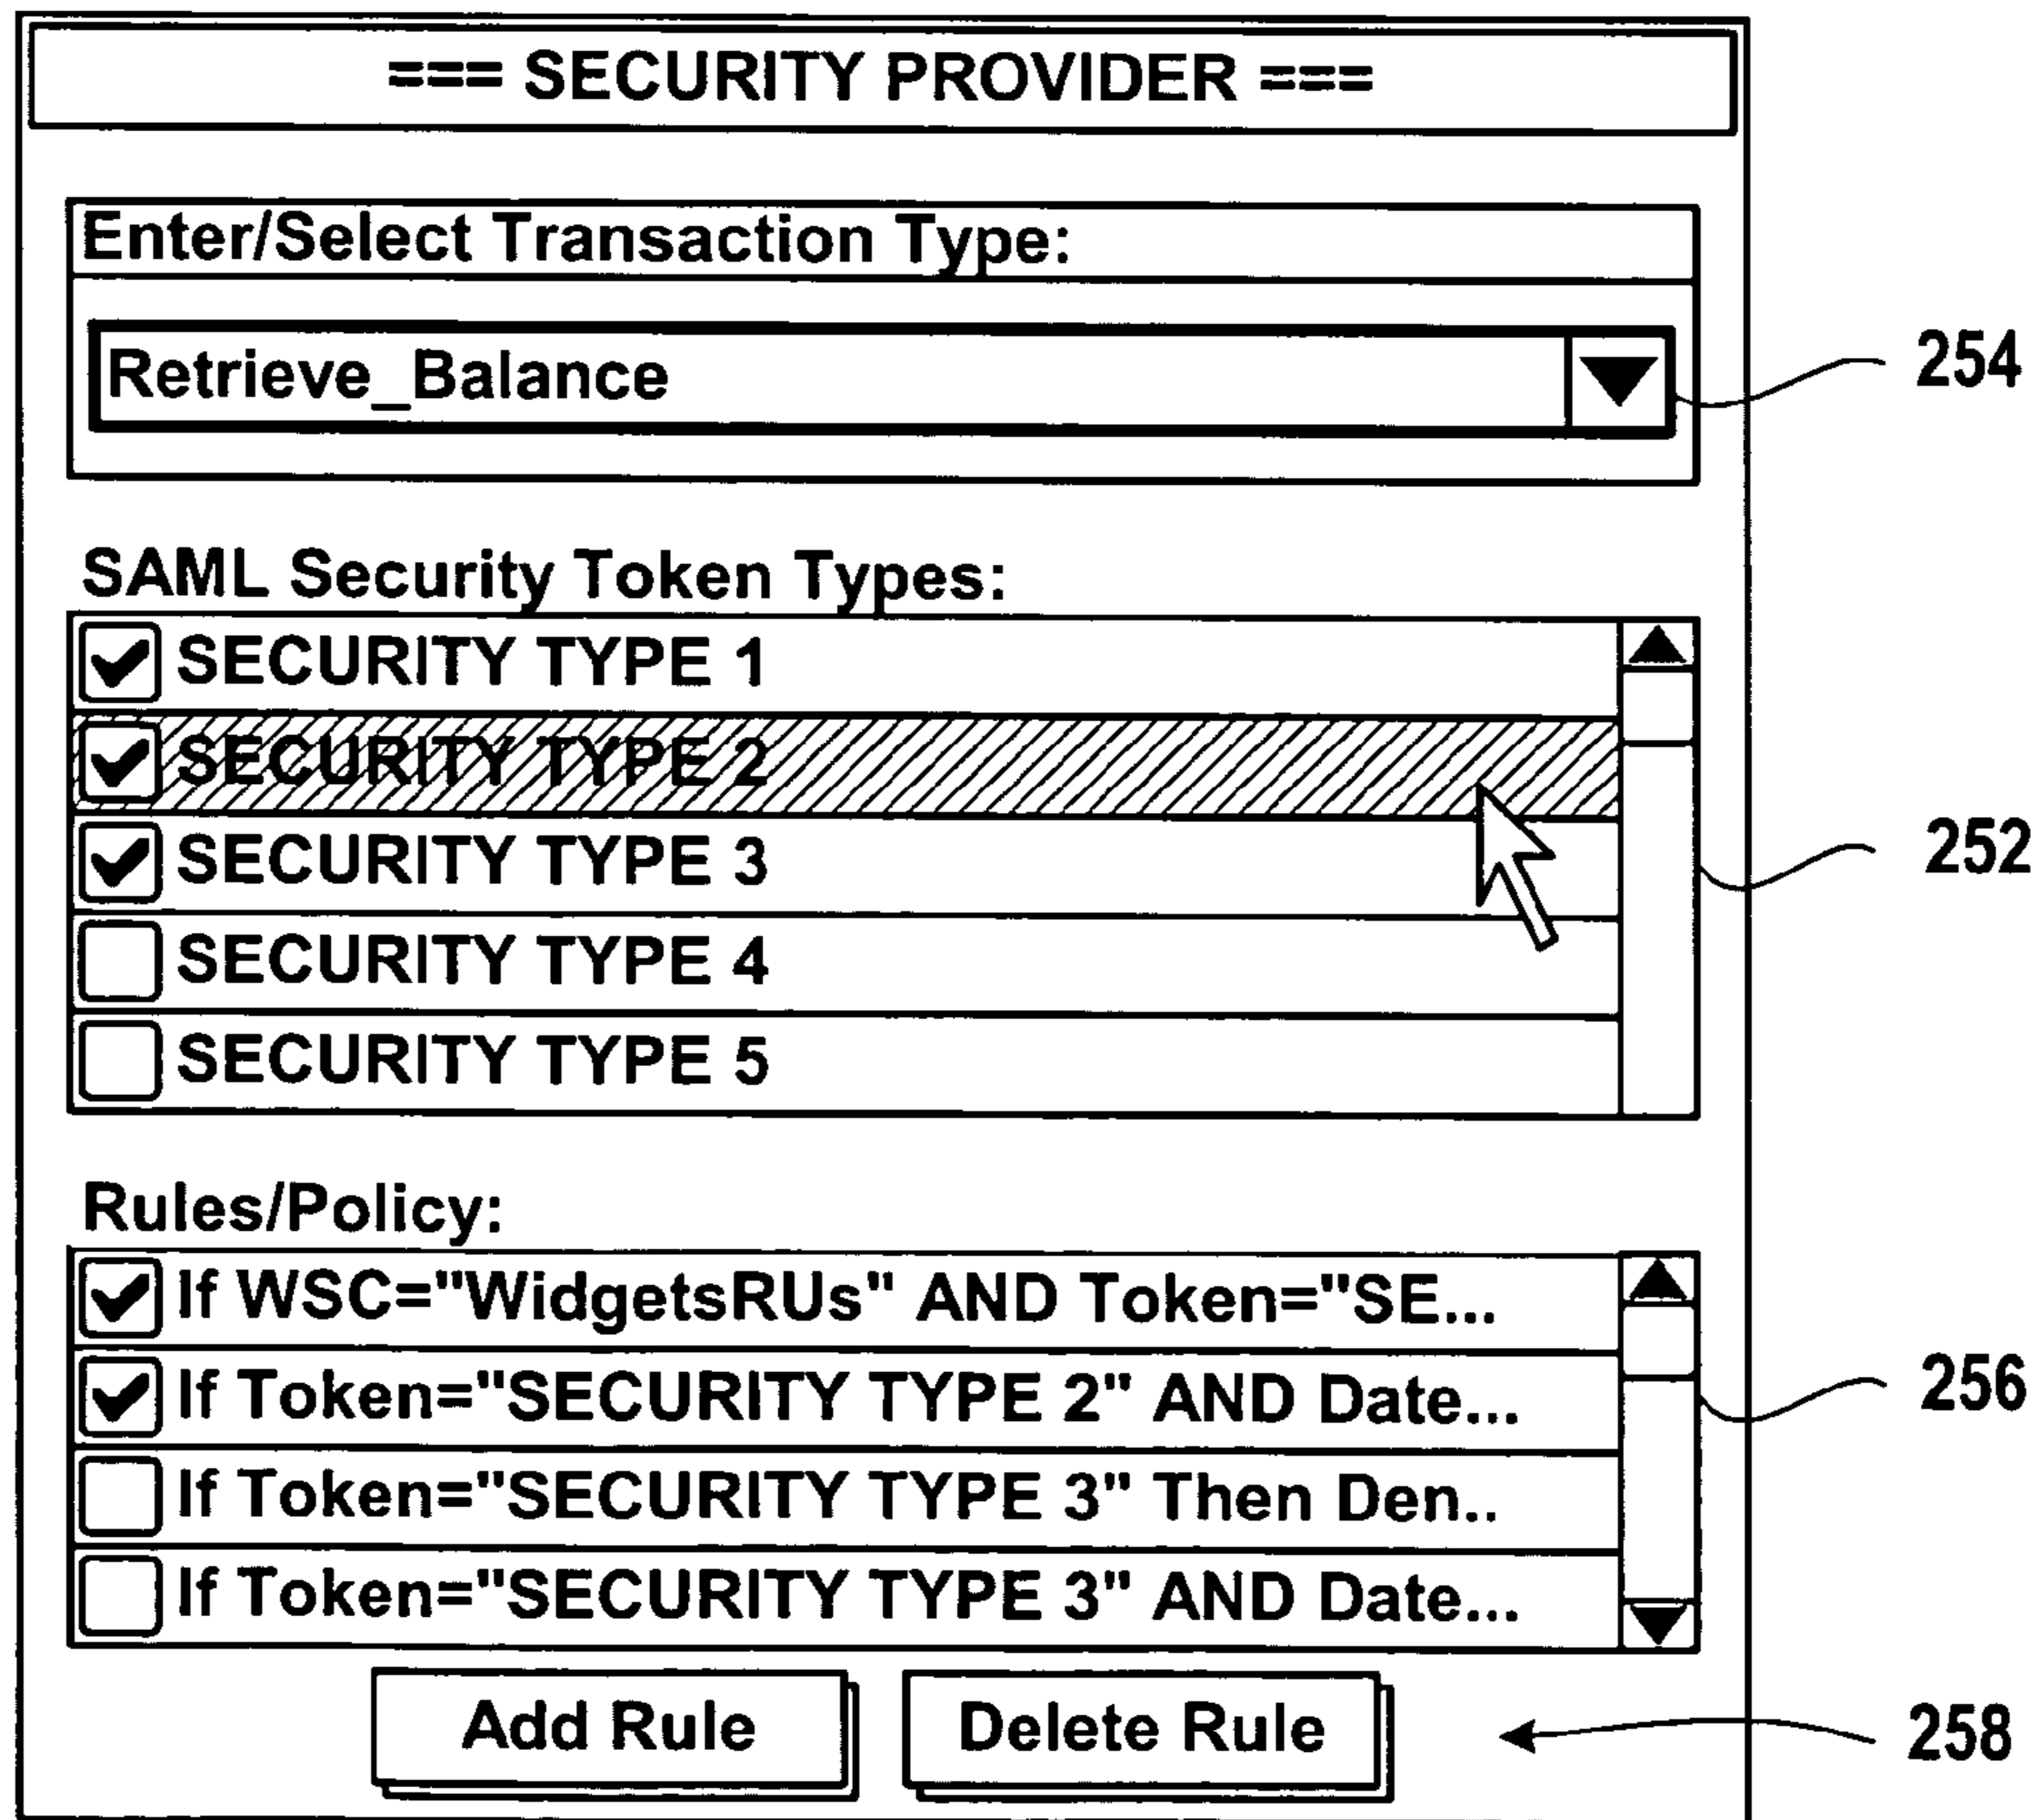 === SECURITY PROVIDER ===
Enter/Select Transaction Type:
Retrieve_Balance
254
SAML Security Token Types:
SECURITY TYPE 1
SECURITY TYPE 2
SECURITY TYPE 3
252
SECURITY TYPE 4
SECURITY TYPE 5
Rules/Policy:
If WSC="WidgetsRUs" AND Token="SE...
If Token="SECURITY TYPE 2" AND Date...
256
If Token="SECURITY TYPE 3" Then Den..
If Token="SECURITY TYPE 3" AND Date...
Add Rule
Delete Rule
258